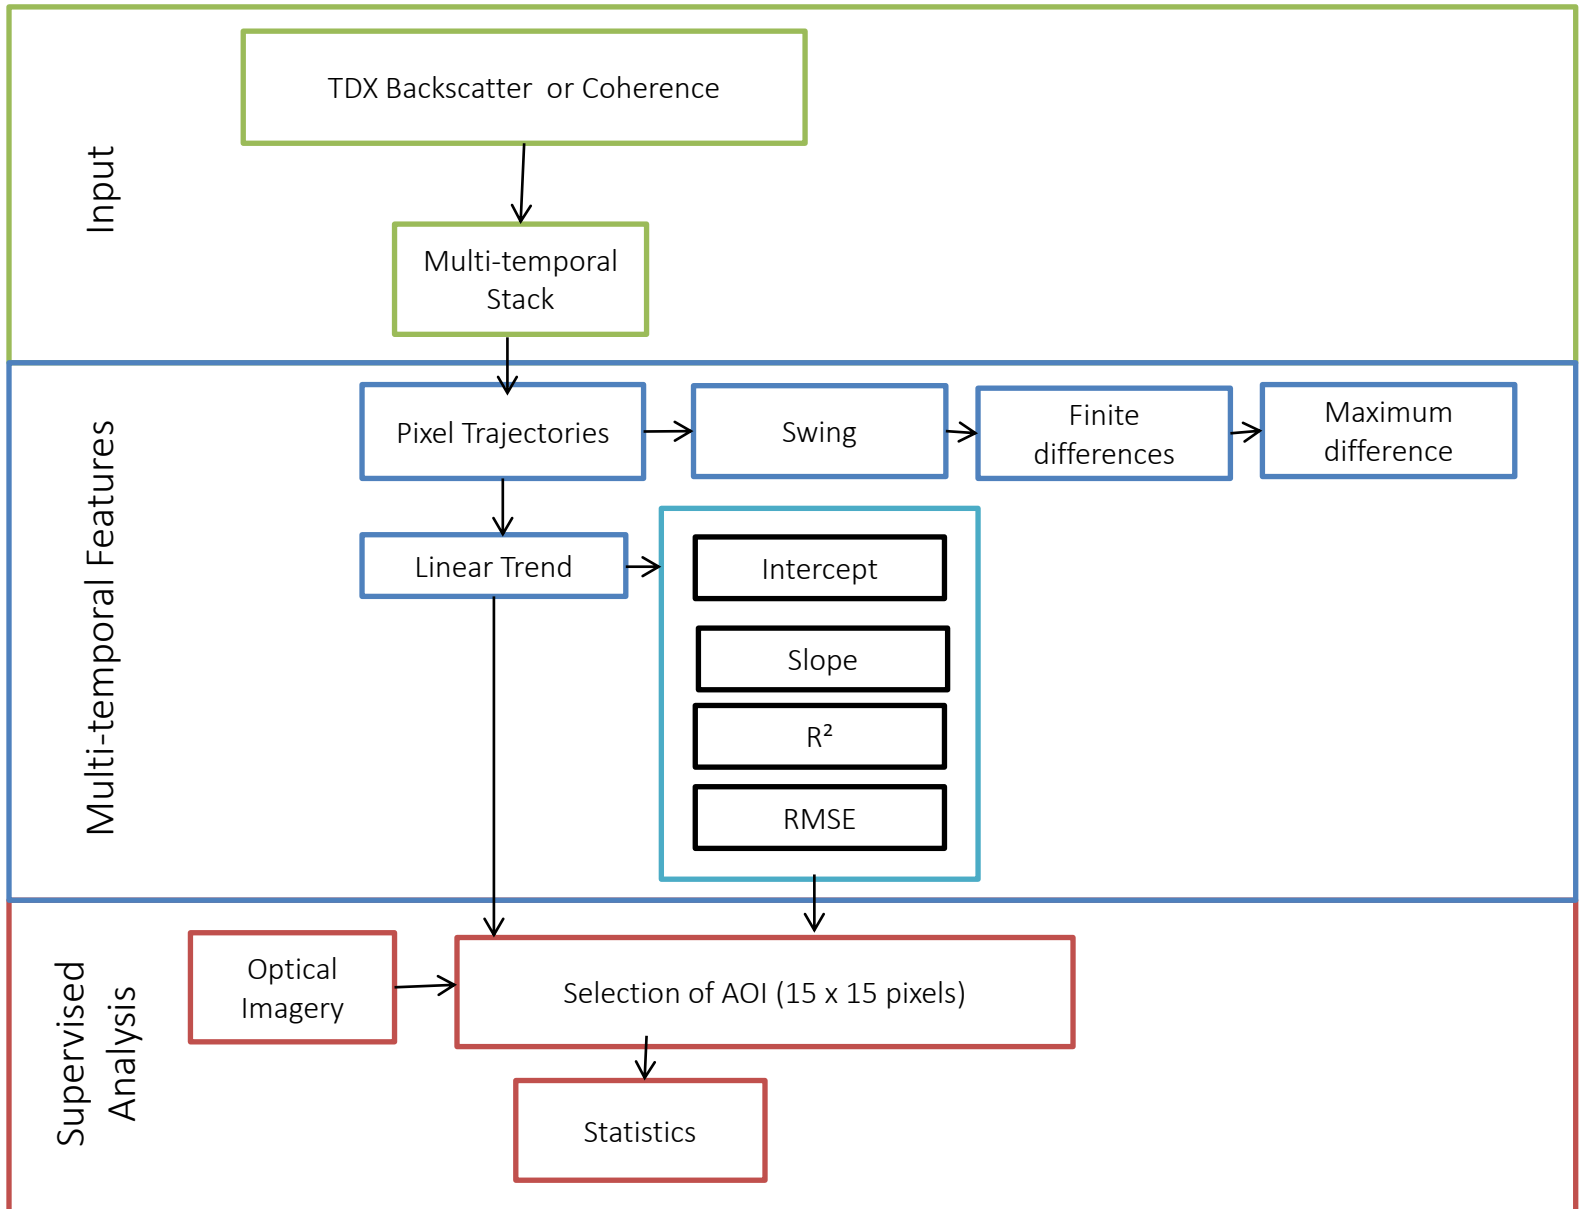 Input
TDX Backscatter or Coherence
Multi-temporal
Stack
Multi-temporal Features
Pixel Trajectories
Swing
Finite
differences
Maximum
difference
Linear Trend
Intercept
Slope
R²
RMSE
Supervised
Analysis
Optical
Imagery
Selection of AOI (15 x 15 pixels)
Statistics